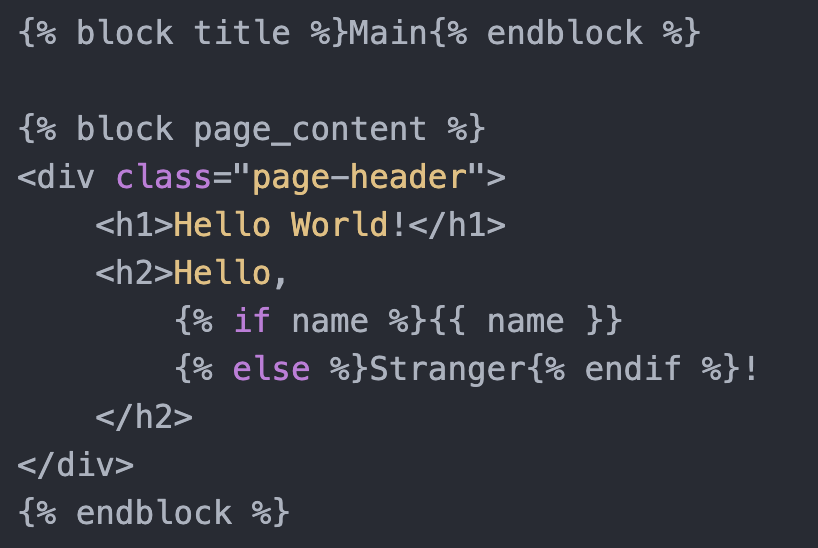 {% block title %}Main{% endblock %}

{% block page_content %}
<div class="page-header">
    <h1>Hello World!</h1>
    <h2>Hello,
        {% if name %}{{ name }}
        {% else %}Stranger{% endif %}!
    </h2>
</div>
{% endblock %}